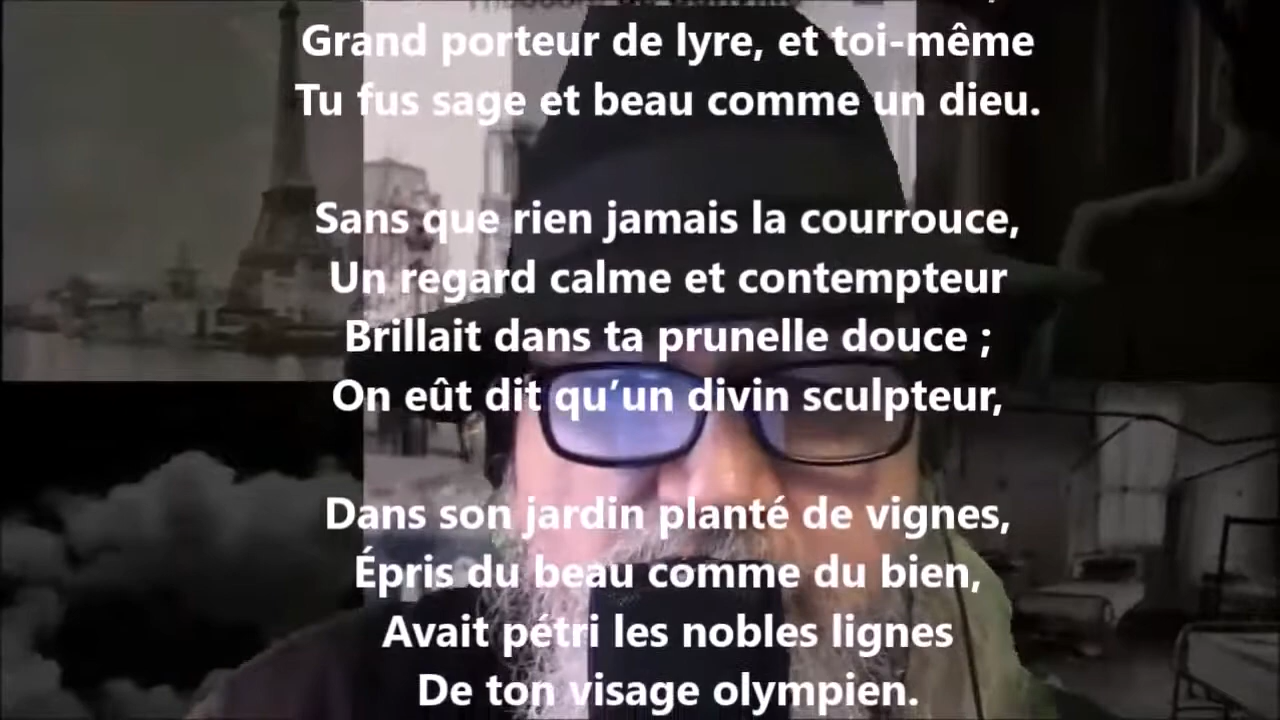 Grand porteur de lyre, et toi-même
Tu fus sage et beau comme un dieu.
Sans que rien jamais la courrouce,
Un regard calme et contempteur
Brillait dans ta prunelle douce ;
On eût dit qu’un divin sculpteur,
Dans son jardin planté de vignes,
Épris du beau comme du bien,
Avait pétri les nobles lignes
De ton visage olympien.